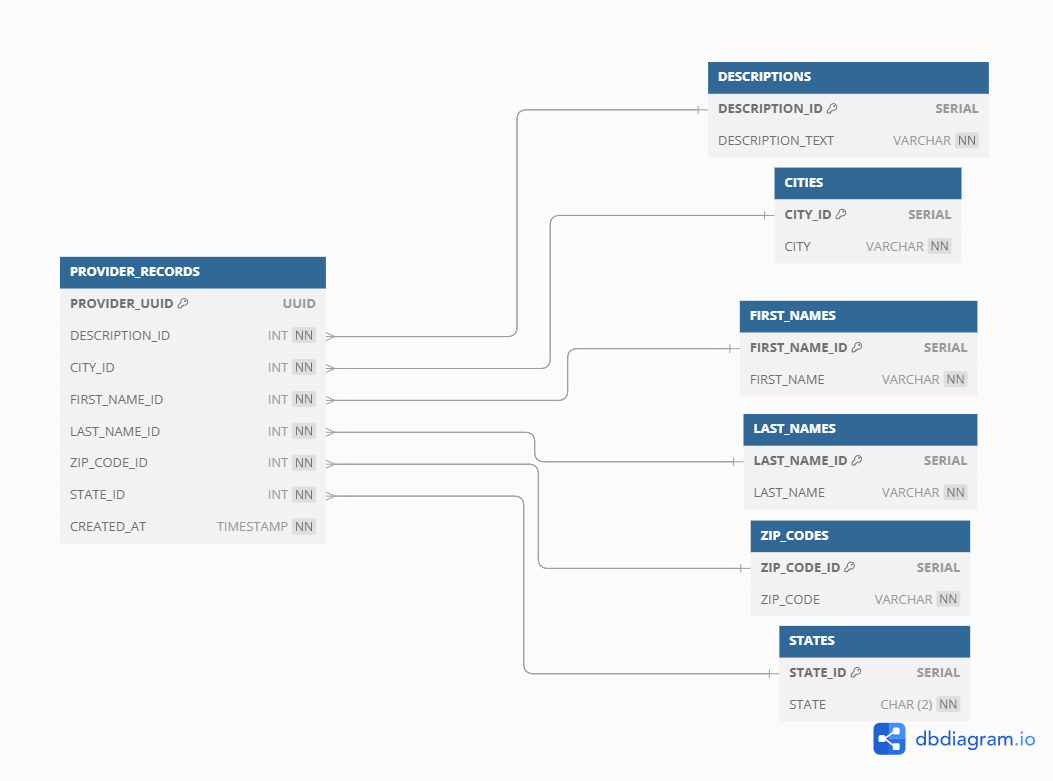 DESCRIPTIONS
DESCRIPTION_ID SERIAL
DESCRIPTION_TEXT VARCHAR NN
CITIES
CITY_ID SERIAL
CITY VARCHAR NN
PROVIDER_RECORDS
PROVIDER_UUID UUID
DESCRIPTION_ID INT NN
CITY_ID INT NN
FIRST_NAME_ID INT NN
LAST_NAME_ID INT NN
ZIP_CODE_ID INT NN
STATE_ID INT NN
CREATED_AT TIMESTAMP NN
FIRST_NAMES
FIRST_NAME_ID SERIAL
FIRST_NAME VARCHAR NN
LAST_NAMES
LAST_NAME_ID SERIAL
LAST_NAME VARCHAR NN
ZIP_CODES
ZIP_CODE_ID SERIAL
ZIP_CODE VARCHAR NN
STATES
STATE_ID SERIAL
STATE CHAR (2) NN
dbdiagram.io